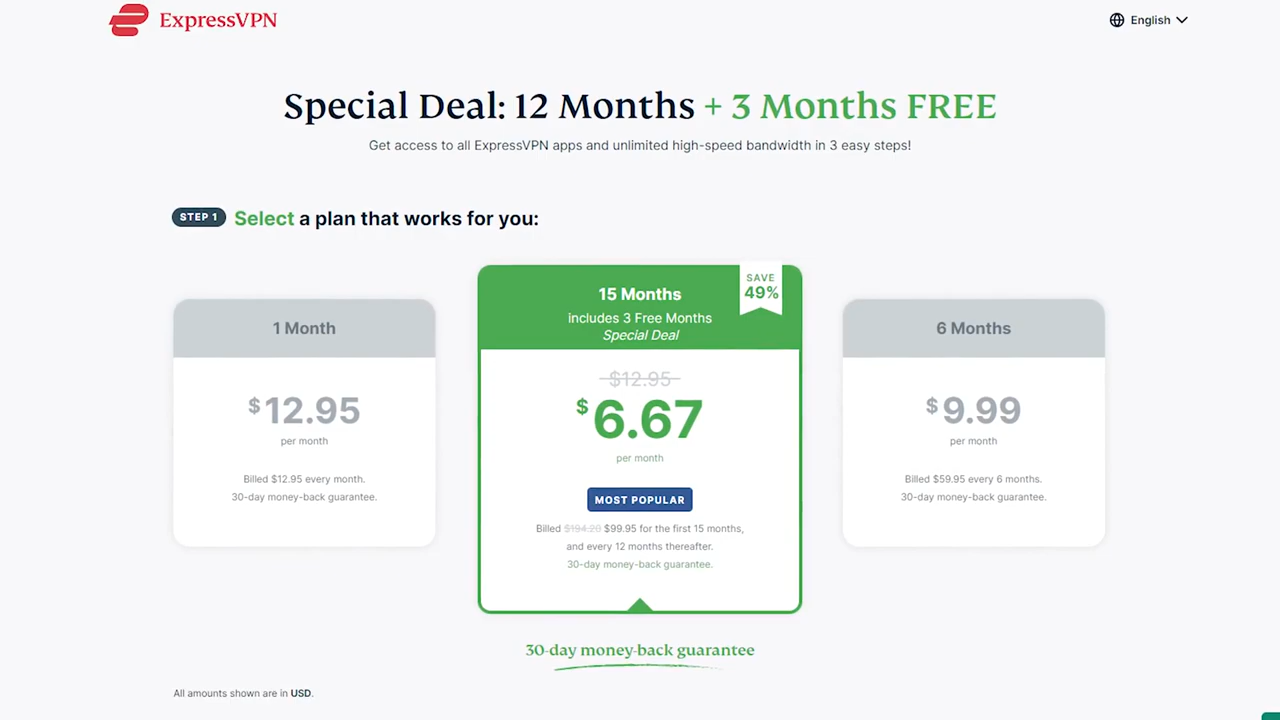 ExpressVPN
English
Special Deal: 12 Months + 3 Months FREE
Get access to all ExpressVPN apps and unlimited high-speed bandwidth in 3 easy steps!
STEP 1 Select a plan that works for you:
1 Month
$12.95
per month
Billed $12.95 every month.
30-day money-back guarantee.
SAVE
49%
15 Months
includes 3 Free Months
Special Deal
$12.95
$6.67
per month
MOST POPULAR
Billed $194.20 $99.95 for the first 15 months,
and every 12 months thereafter.
30-day money-back guarantee.
6 Months
$9.99
per month
Billed $59.95 every 6 months.
30-day money-back guarantee.
30-day money-back guarantee
All amounts shown are in USD.